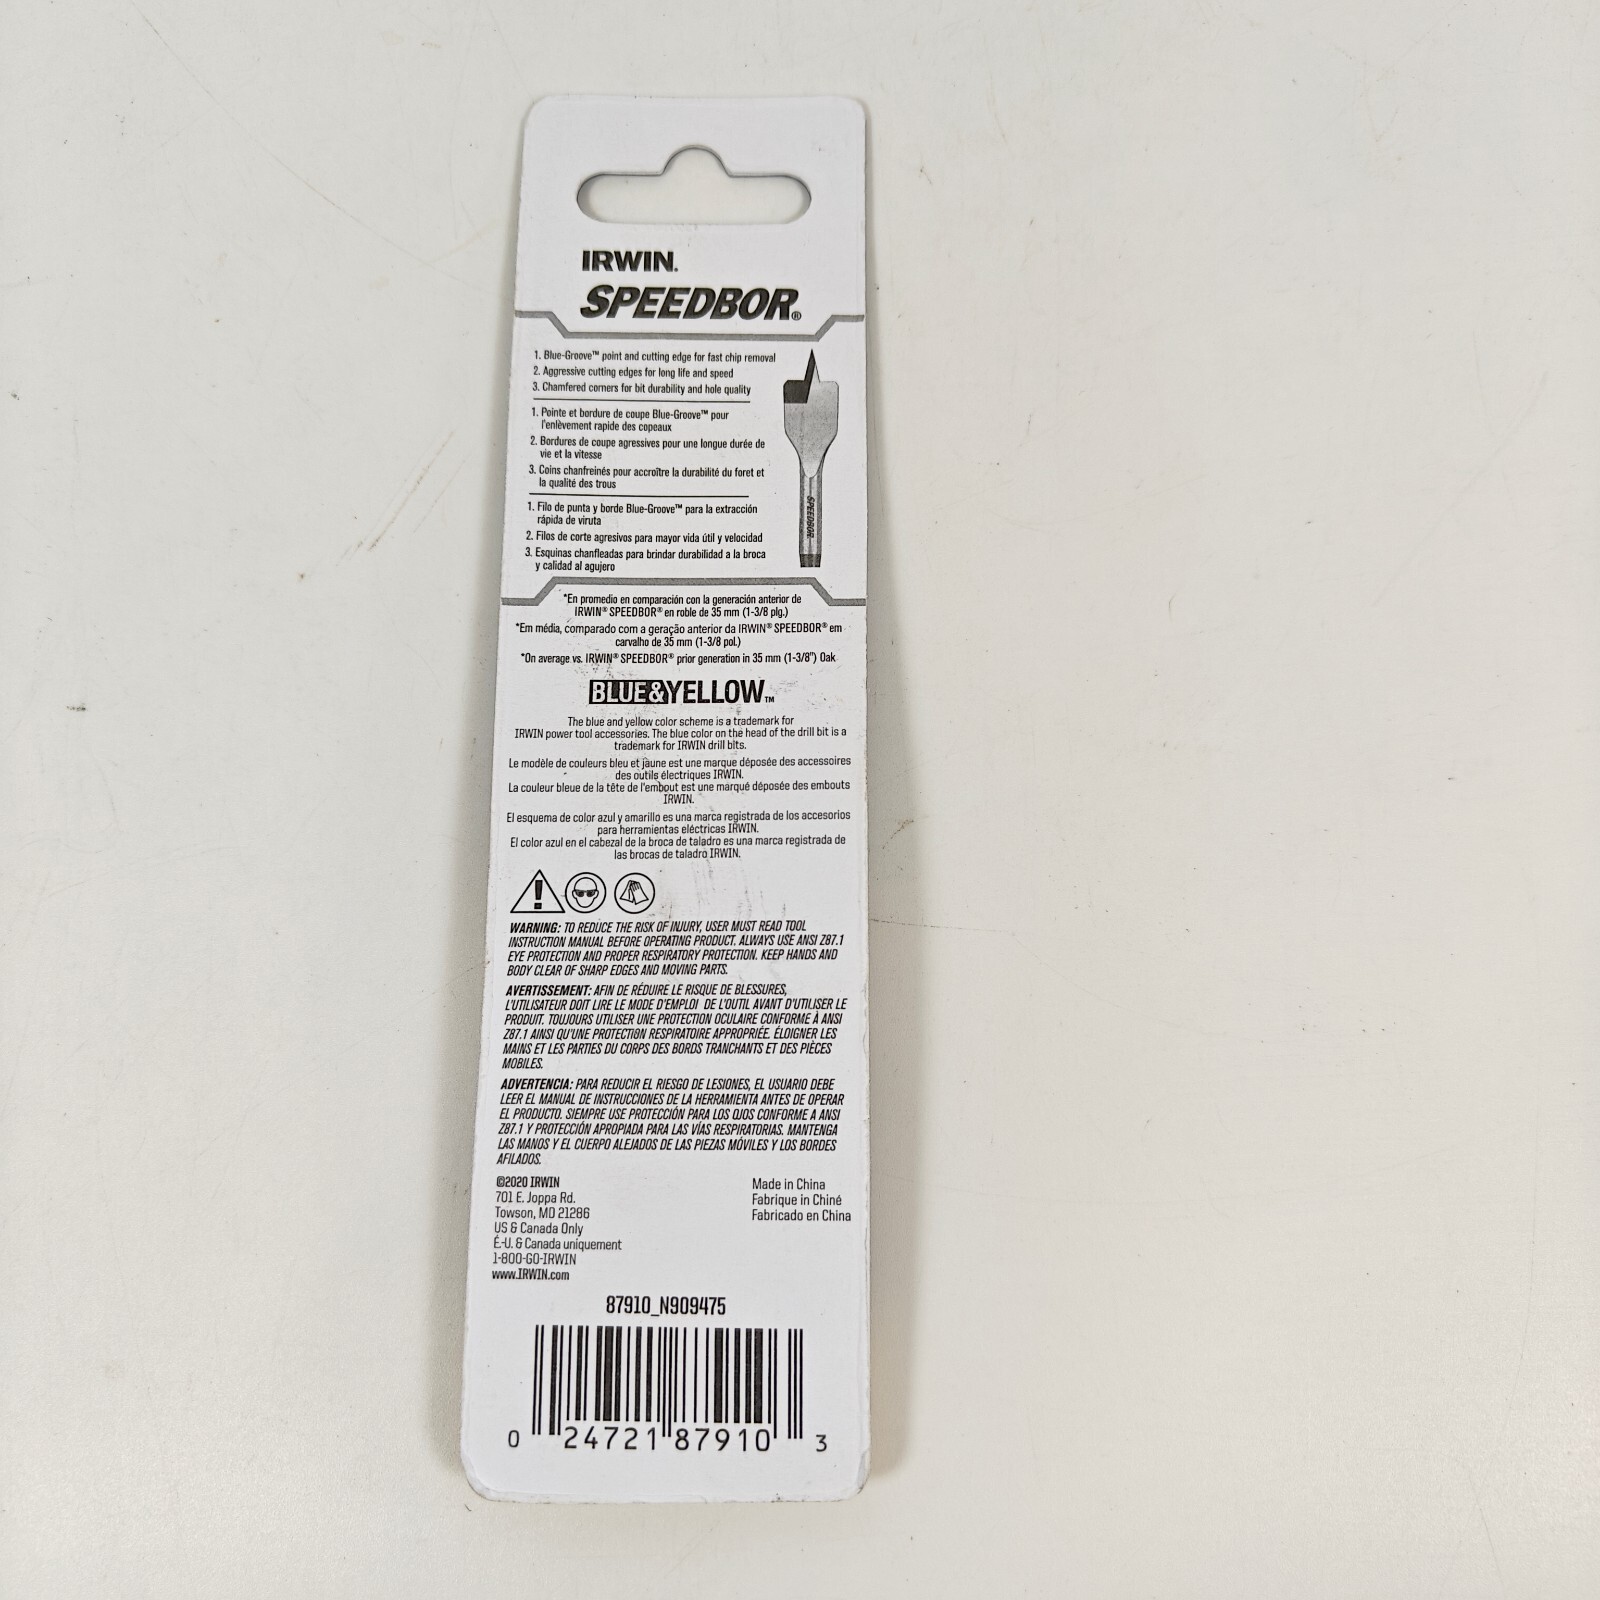 IRWIN.
SPEEDBOR®
1. Blue-Groove™ point and cutting edge for fast chip removal
2. Aggressive cutting edges for long life and speed
3. Chamfered corners for bit durability and hole quality
1. Pointe et bordure de coupe Blue-Groove™ pour
l'enlèvement rapide des copeaux
2. Bordures de coupe agressives pour une longue durée de
vie et la vitesse
3. Coins chanfreinés pour accroître la durabilité du foret et
la qualité des trous
1. Filo de punta y borde Blue-Groove™ para la extracción
rápida de viruta
2. Filos de corte agresivos para mayor vida útil y velocidad
3. Esquinas chanfleadas para brindar durabilidad a la broca
y calidad al agujero
SPEEDBOR
*En promedio en comparación con la generación anterior de
IRWIN® SPEEDBOR® en roble de 35 mm (1-3/8 plg.)
*Em média, comparado com a geração anterior da IRWIN® SPEEDBOR® em
carvalho de 35 mm (1-3/8 pol.)
*On average vs. IRWIN® SPEEDBOR® prior generation in 35 mm (1-3/8") Oak
BLUE&YELLOW™
The blue and yellow color scheme is a trademark for
IRWIN power tool accessories. The blue color on the head of the drill bit is a
trademark for IRWIN drill bits.
Le modèle de couleurs bleu et jaune est une marque déposée des accessoires
des outils électriques IRWIN.
La couleur bleue de la tête de l'embout est une marqué déposée des embouts
IRWIN.
El esquema de color azul y amarillo es una marca registrada de los accesorios
para herramientas eléctricas IRWIN.
El color azul en el cabezal de la broca de taladro es una marca registrada de
las brocas de taladro IRWIN.
WARNING: TO REDUCE THE RISK OF INJURY, USER MUST READ TOOL
INSTRUCTION MANUAL BEFORE OPERATING PRODUCT. ALWAYS USE ANSI Z87.1
EYE PROTECTION AND PROPER RESPIRATORY PROTECTION. KEEP HANDS AND
BODY CLEAR OF SHARP EDGES AND MOVING PARTS.
AVERTISSEMENT: AFIN DE RÉDUIRE LE RISQUE DE BLESSURES,
L'UTILISATEUR DOIT LIRE LE MODE D'EMPLOI DE L'OUTIL AVANT D'UTILISER LE
PRODUIT. TOUJOURS UTILISER UNE PROTECTION OCULAIRE CONFORME À ANSI
Z87.1 AINSI QU'UNE PROTECTION RESPIRATOIRE APPROPRIÉE. ÉLOIGNER LES
MAINS ET LES PARTIES DU CORPS DES BORDS TRANCHANTS ET DES PIÈCES
MOBILES.
ADVERTENCIA: PARA REDUCIR EL RIESGO DE LESIONES, EL USUARIO DEBE
LEER EL MANUAL DE INSTRUCCIONES DE LA HERRAMIENTA ANTES DE OPERAR
EL PRODUCTO. SIEMPRE USE PROTECCIÓN PARA LOS OJOS CONFORME A ANSI
Z87.1 Y PROTECCIÓN APROPIADA PARA LAS VÍAS RESPIRATORIAS. MANTENGA
LAS MANOS Y EL CUERPO ALEJADOS DE LAS PIEZAS MÓVILES Y LOS BORDES
AFILADOS.
©2020 IRWIN
701 E. Joppa Rd.
Towson, MD 21286
US & Canada Only
É.-U. & Canada uniquement
1-800-GO-IRWIN
www.IRWIN.com
Made in China
Fabrique in Chiné
Fabricado en China
87910_N909475
0 24721 87910 3